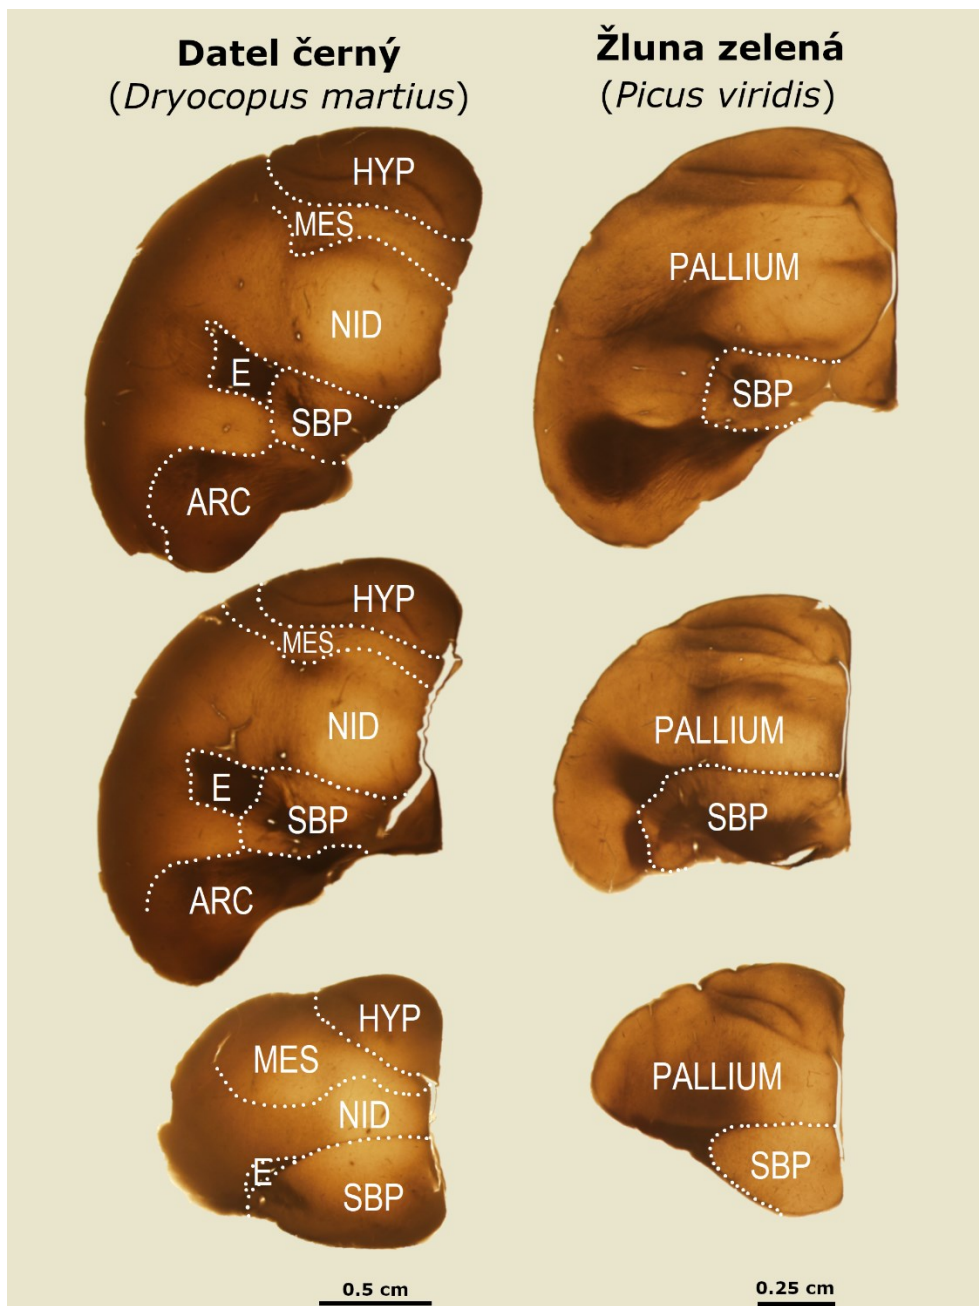 Datel černý
(Dryocopus martius)
Žluna zelená
(Picus viridis)
HYP
MES
NID
E
SBP
ARC
PALLIUM
SBP
HYP
MES
NID
E
SBP
ARC
PALLIUM
SBP
HYP
MES
NID
E
SBP
PALLIUM
SBP
0.5 cm
0.25 cm